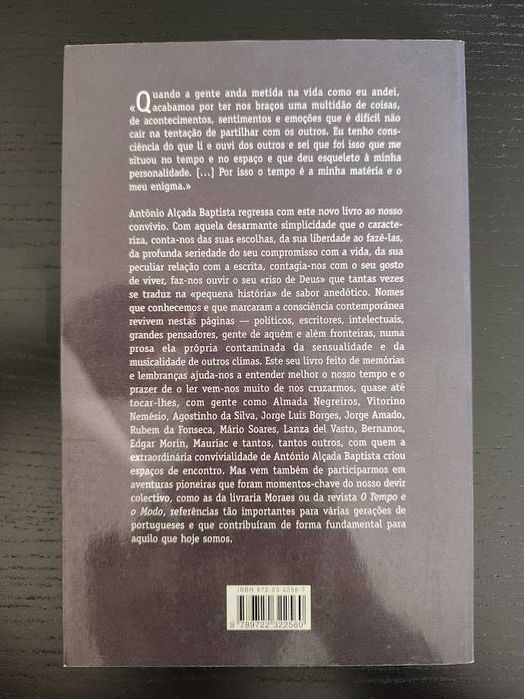 «Quando a gente anda metida na vida como eu andei,
acabamos por ter nos braços uma multidão de coisas,
de acontecimentos, sentimentos e emoções que é difícil não
cair na tentação de partilhar com os outros. Eu tenho cons-
ciência do que li e ouvi dos outros e sei que foi isso que me
situou no tempo e no espaço e que deu esqueleto à minha
personalidade. [...] Por isso o tempo é a minha matéria e o
meu enigma.»
António Alçada Baptista regressa com este novo livro ao nosso
convívio. Com aquela desarmante simplicidade que o caracte-
riza, conta-nos das suas escolhas, da sua liberdade ao fazê-las,
da profunda seriedade do seu compromisso com a vida, da sua
peculiar relação com a escrita, contagia-nos com o seu gosto
de viver, faz-nos ouvir o seu «riso de Deus» que tantas vezes
se traduz na «pequena história» de sabor anedótico. Nomes
que conhecemos e que marcaram a consciência contemporânea
revivem nestas páginas — políticos, escritores, intelectuais,
grandes pensadores, gente de aquém e além fronteiras, numa
prosa ela própria contaminada da sensualidade e da
musicalidade de outros climas. Este seu livro feito de memórias
e lembranças ajuda-nos a entender melhor o nosso tempo e o
prazer de o ler vem-nos muito de nos cruzarmos, quase até
tocar-lhes, com gente como Almada Negreiros, Vitorino
Nemésio, Agostinho da Silva, Jorge Luis Borges, Jorge Amado,
Rubem da Fonseca, Mário Soares, Lanza del Vasto, Bernanos,
Edgar Morin, Mauriac e tantos, tantos outros, com quem a
extraordinária convivialidade de António Alçada Baptista criou
espaços de encontro. Mas vem também de participarmos em
aventuras pioneiras que foram momentos-chave do nosso devir
colectivo, como as da livraria Moraes ou da revista O Tempo e
o Modo, referências tão importantes para várias gerações de
portugueses e que contribuíram de forma fundamental para
aquilo que hoje somos.
ISBN 972-23-2256-7
9 789722 322560